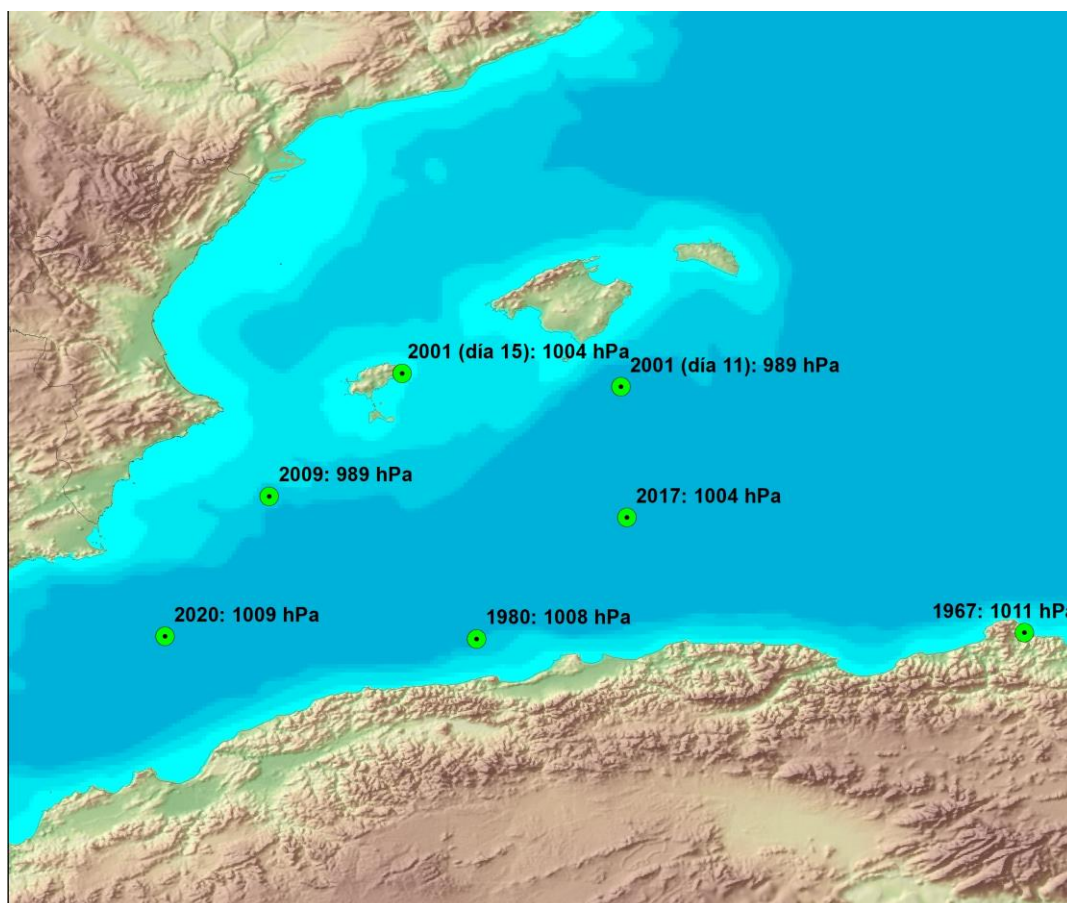 2001 (día 15): 1004 hPa
2001 (día 11): 989 hPa
2009: 989 hPa
2017: 1004 hPa
2020: 1009 hPa
1980: 1008 hPa
1967: 1011 hPa